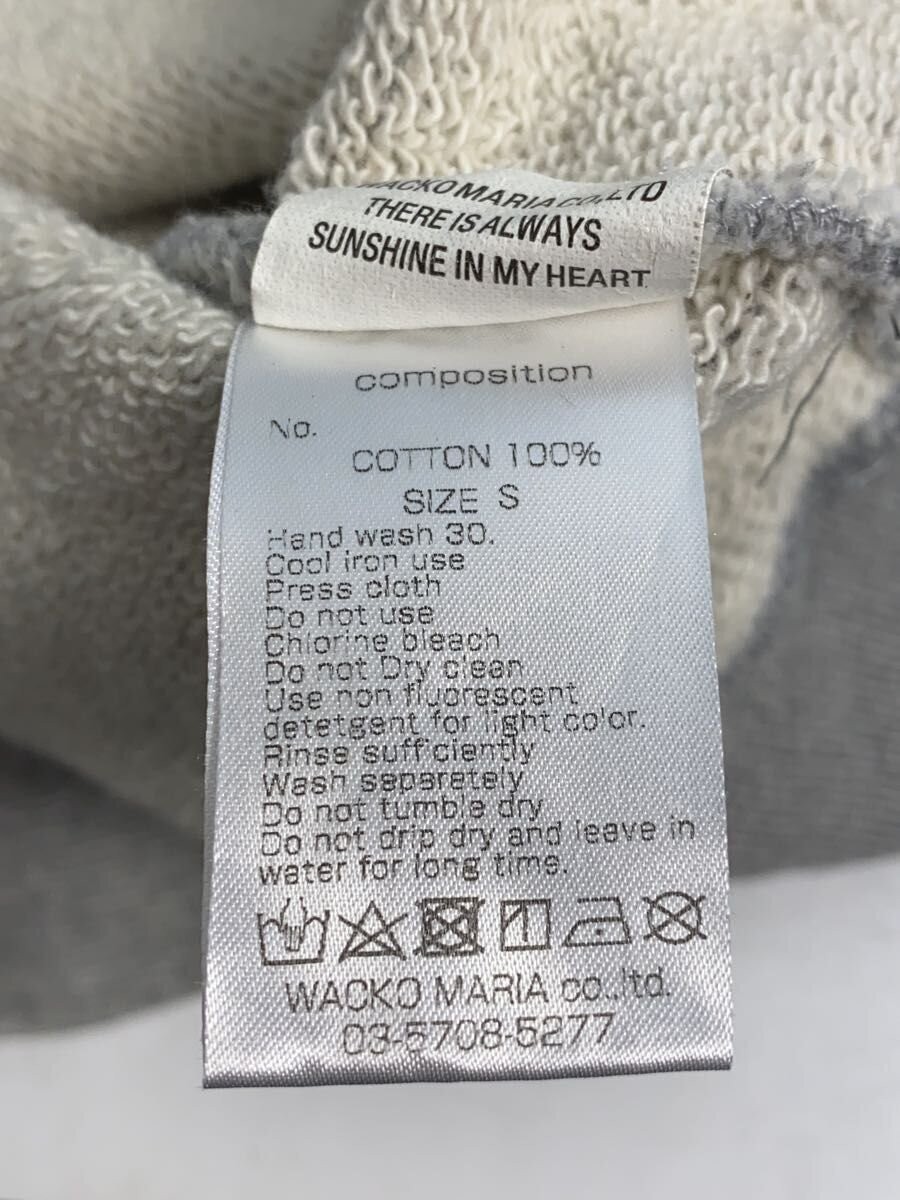 WACKO MARIA CO.,LTD
THERE IS ALWAYS
SUNSHINE IN MY HEART
composition
No.
COTTON 100%
SIZE S
Hand wash 30.
Cool iron use
Press cloth
Do not use
Chlorine bleach
Do not Dry clean
Use non fluorescent
detetgent for light color.
Rinse sufficiently
Wash separetely
Do not tumble dry
Do not drip dry and leave in
water for long time.
WACKO MARIA co.,ltd.
03-5708-5277